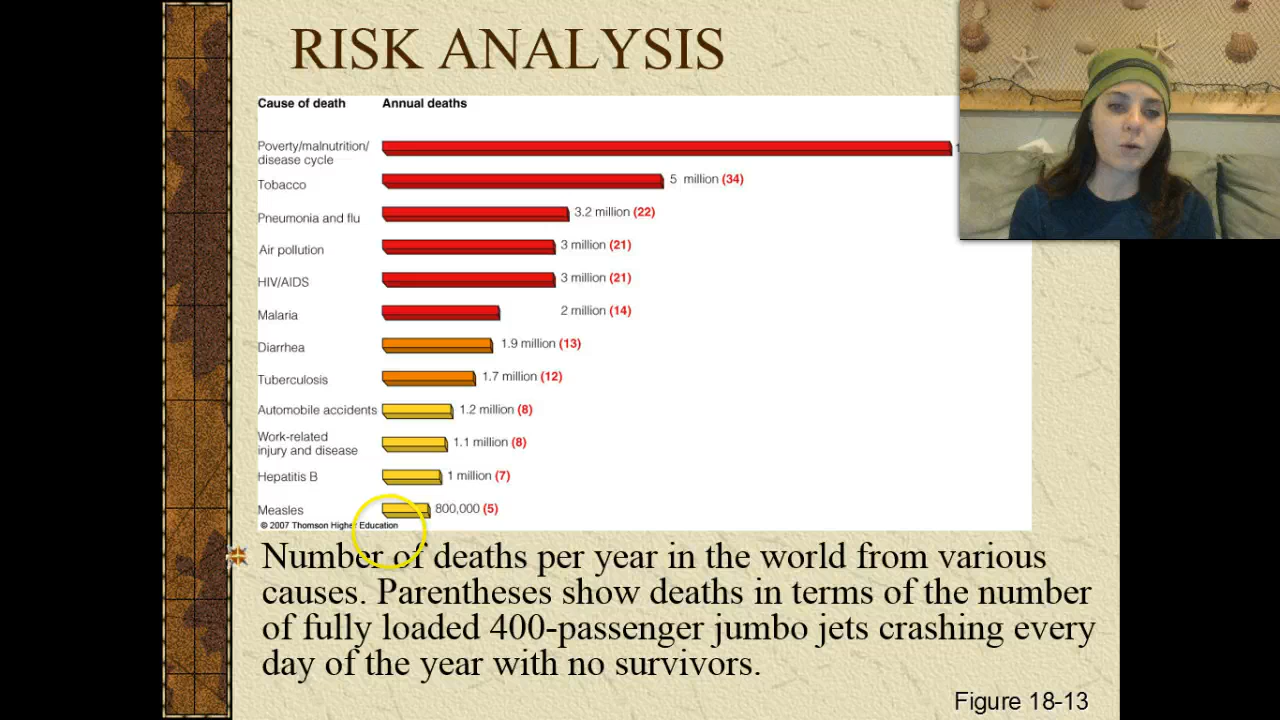 RISK ANALYSIS
Cause of death Annual deaths
Poverty/malnutrition/
disease cycle
Tobacco 5 million (34)
Pneumonia and flu 3.2 million (22)
Air pollution 3 million (21)
HIV/AIDS 3 million (21)
Malaria 2 million (14)
Diarrhea 1.9 million (13)
Tuberculosis 1.7 million (12)
Automobile accidents 1.2 million (8)
Work-related
injury and disease 1.1 million (8)
Hepatitis B 1 million (7)
Measles 800,000 (5)
© 2007 Thomson Higher Education
Number of deaths per year in the world from various
causes. Parentheses show deaths in terms of the number
of fully loaded 400-passenger jumbo jets crashing every
day of the year with no survivors.
Figure 18-13